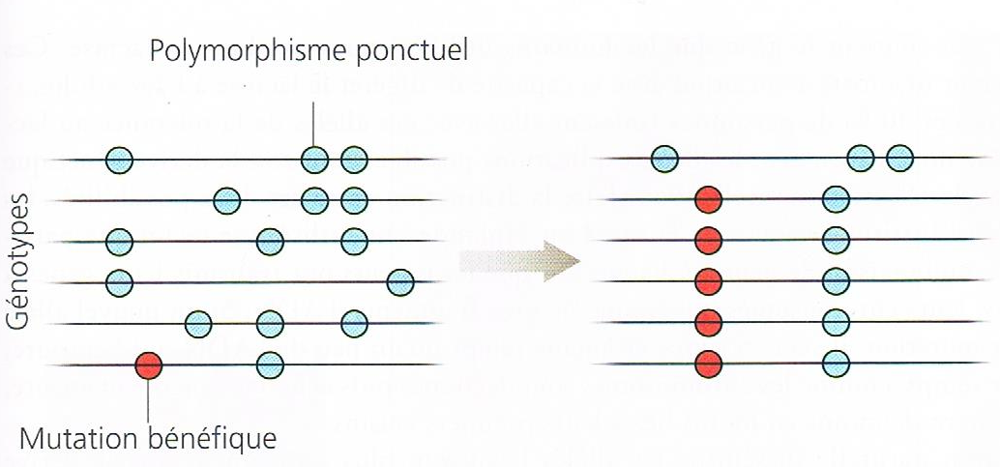 Polymorphisme ponctuel
Génotypes
Mutation bénéfique